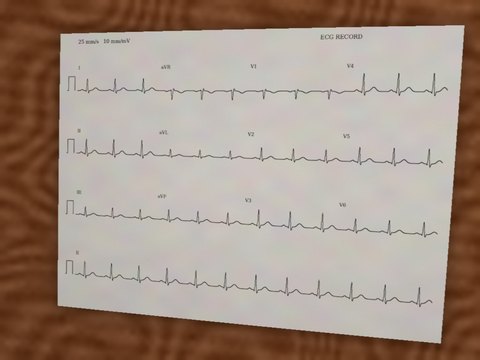 25 mm/s 10 mm/mV ECG RECORD
I aVR V1 V4
II aVL V2 V5
III aVF V3 V6
II